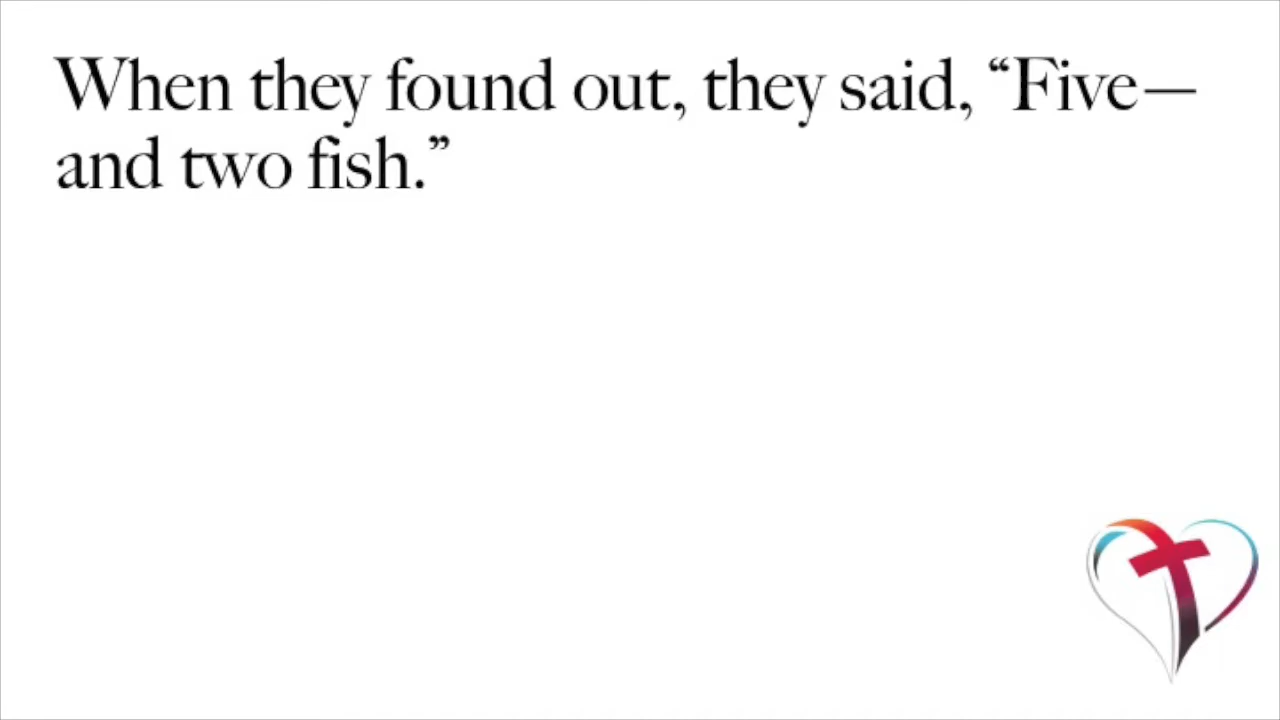 When they found out, they said, “Five—
and two fish.”